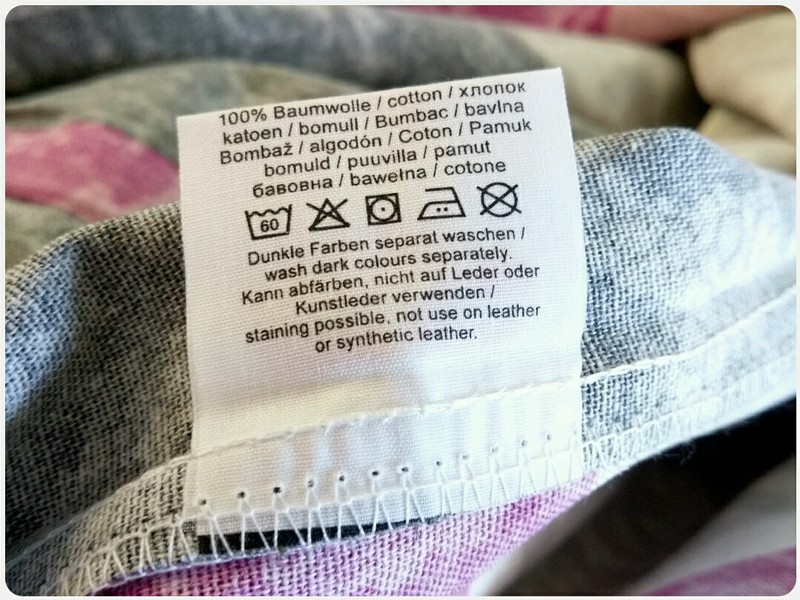 100% Baumwolle / cotton / хлопок
katoen / bomull / Bumbac / bavlna
Bombaž / algodón / Coton / Pamuk
bomuld / puuvilla / pamut
бавовна / bawełna / cotone
60
Dunkle Farben separat waschen /
wash dark colours separately.
Kann abfärben, nicht auf Leder oder
Kunstleder verwenden /
staining possible, not use on leather
or synthetic leather.